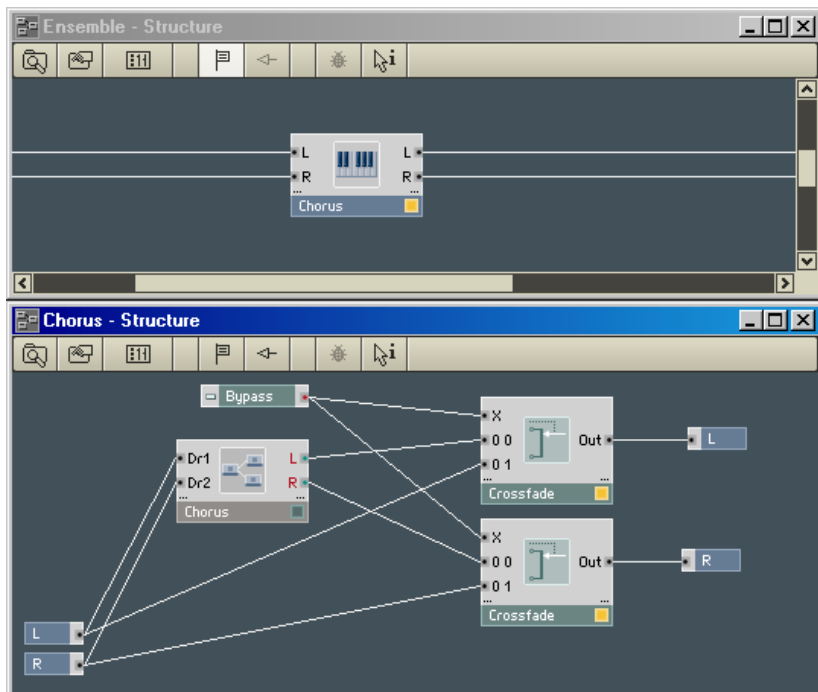 Ensemble - Structure
i
L L
R R
... ...
Chorus
Chorus - Structure
i
Bypass
X
0 0 Out
0 1
... ...
Crossfade
L
Dr1 L
Dr2 R
... ...
Chorus
X
0 0 Out
0 1
... ...
Crossfade
R
L
R